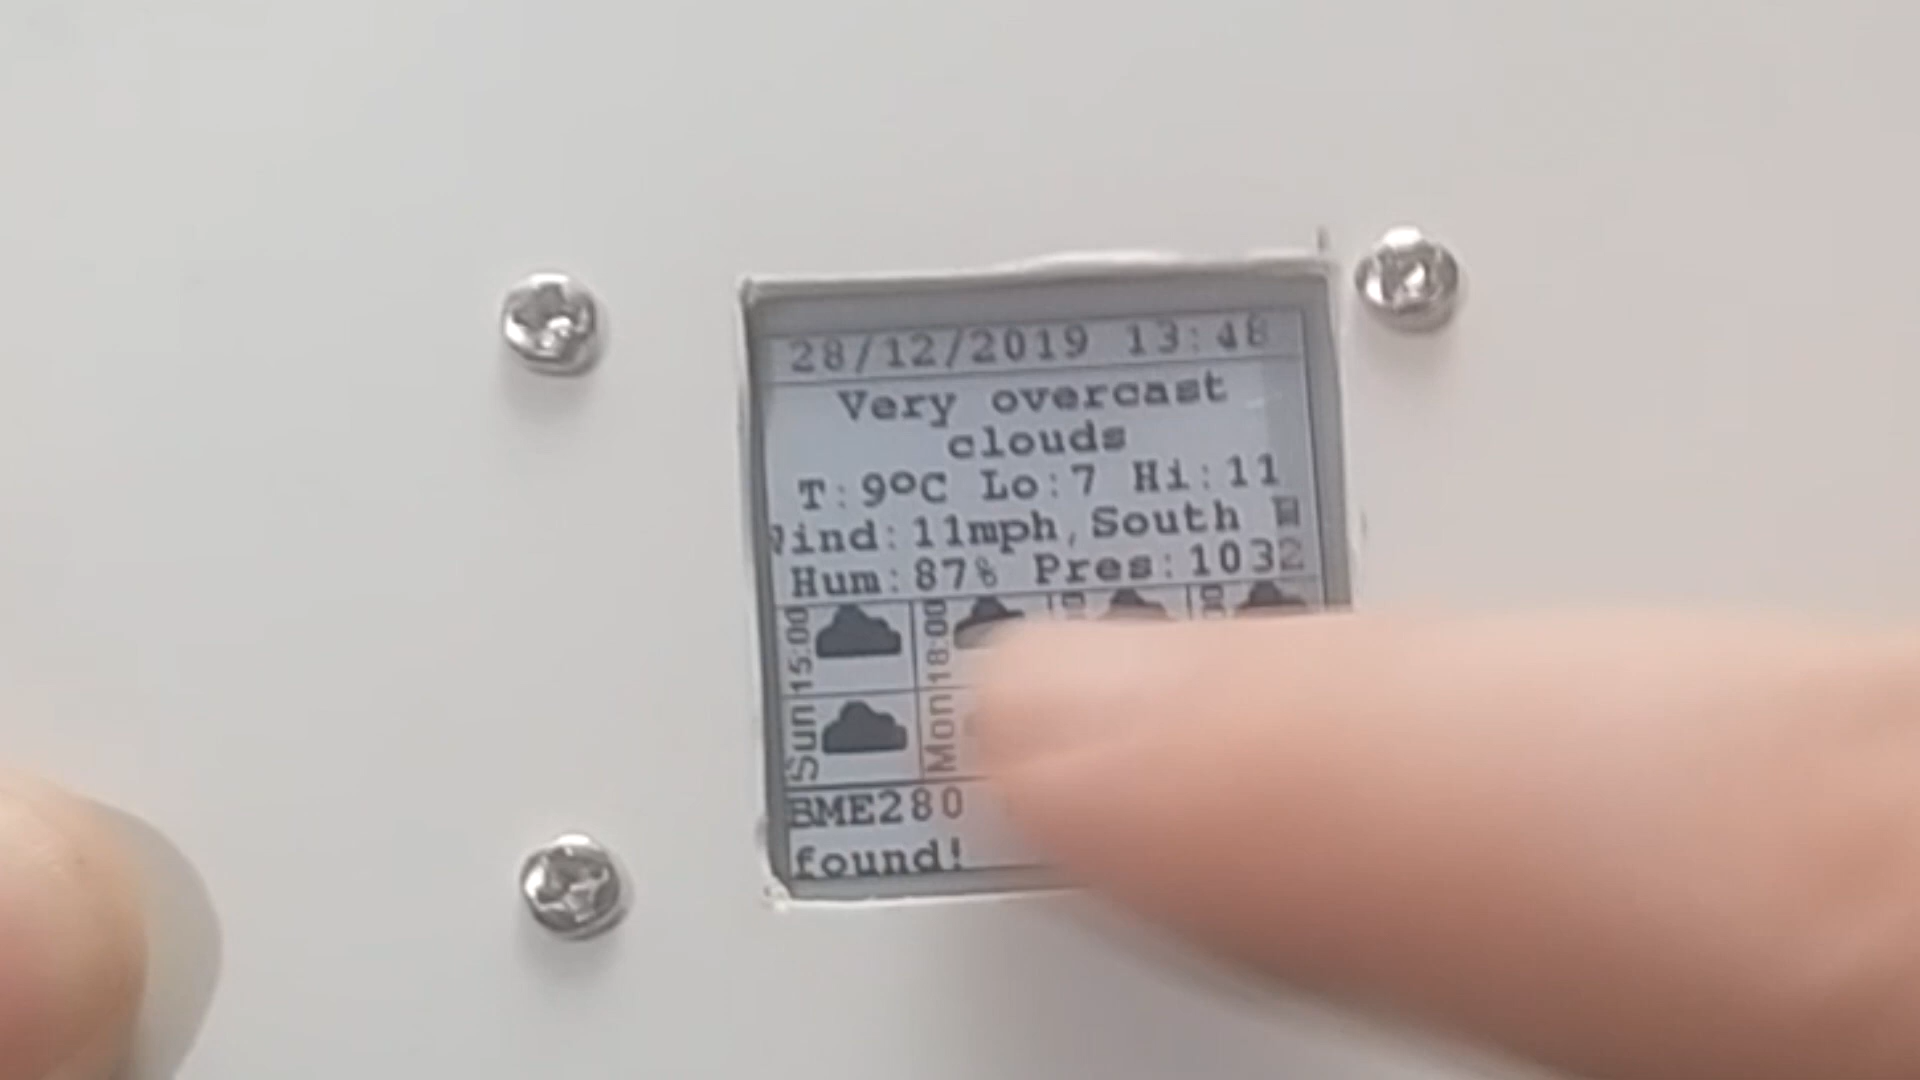 28/12/2019 13:48
Very overcast
clouds
T:9ºC Lo:7 Hi:11
Wind:11mph,South W
Hum:87% Pres:1032
15:00 18:00
Sun Mon
BME280
found!